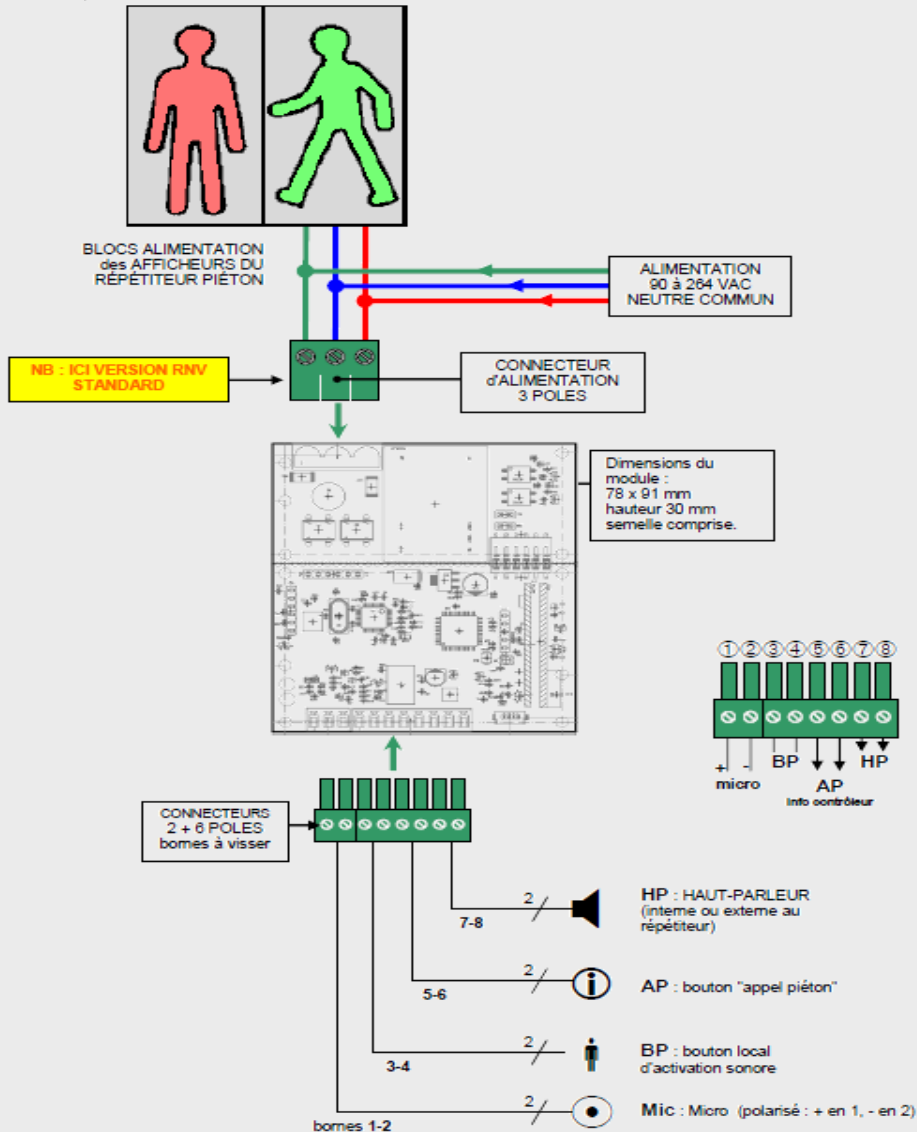 BLOCS ALIMENTATION
des AFFICHEURS DU
RÉPÉTITEUR PIÉTON
ALIMENTATION
90 à 264 VAC
NEUTRE COMMUN
NB : ICI VERSION RNV
STANDARD
CONNECTEUR
d'ALIMENTATION
3 POLES
Dimensions du
module :
78 x 91 mm
hauteur 30 mm
semelle comprise.
① ② ③ ④ ⑤ ⑥ ⑦ ⑧
+ - BP HP
micro AP
Info contrôleur
CONNECTEURS
2 + 6 POLES
bornes à visser
7-8
2
HP : HAUT-PARLEUR
(interne ou externe au
répétiteur)
5-6
2
AP : bouton "appel piéton"
3-4
2
BP : bouton local
d'activation sonore
bornes 1-2
2
Mic : Micro (polarisé : + en 1, - en 2)